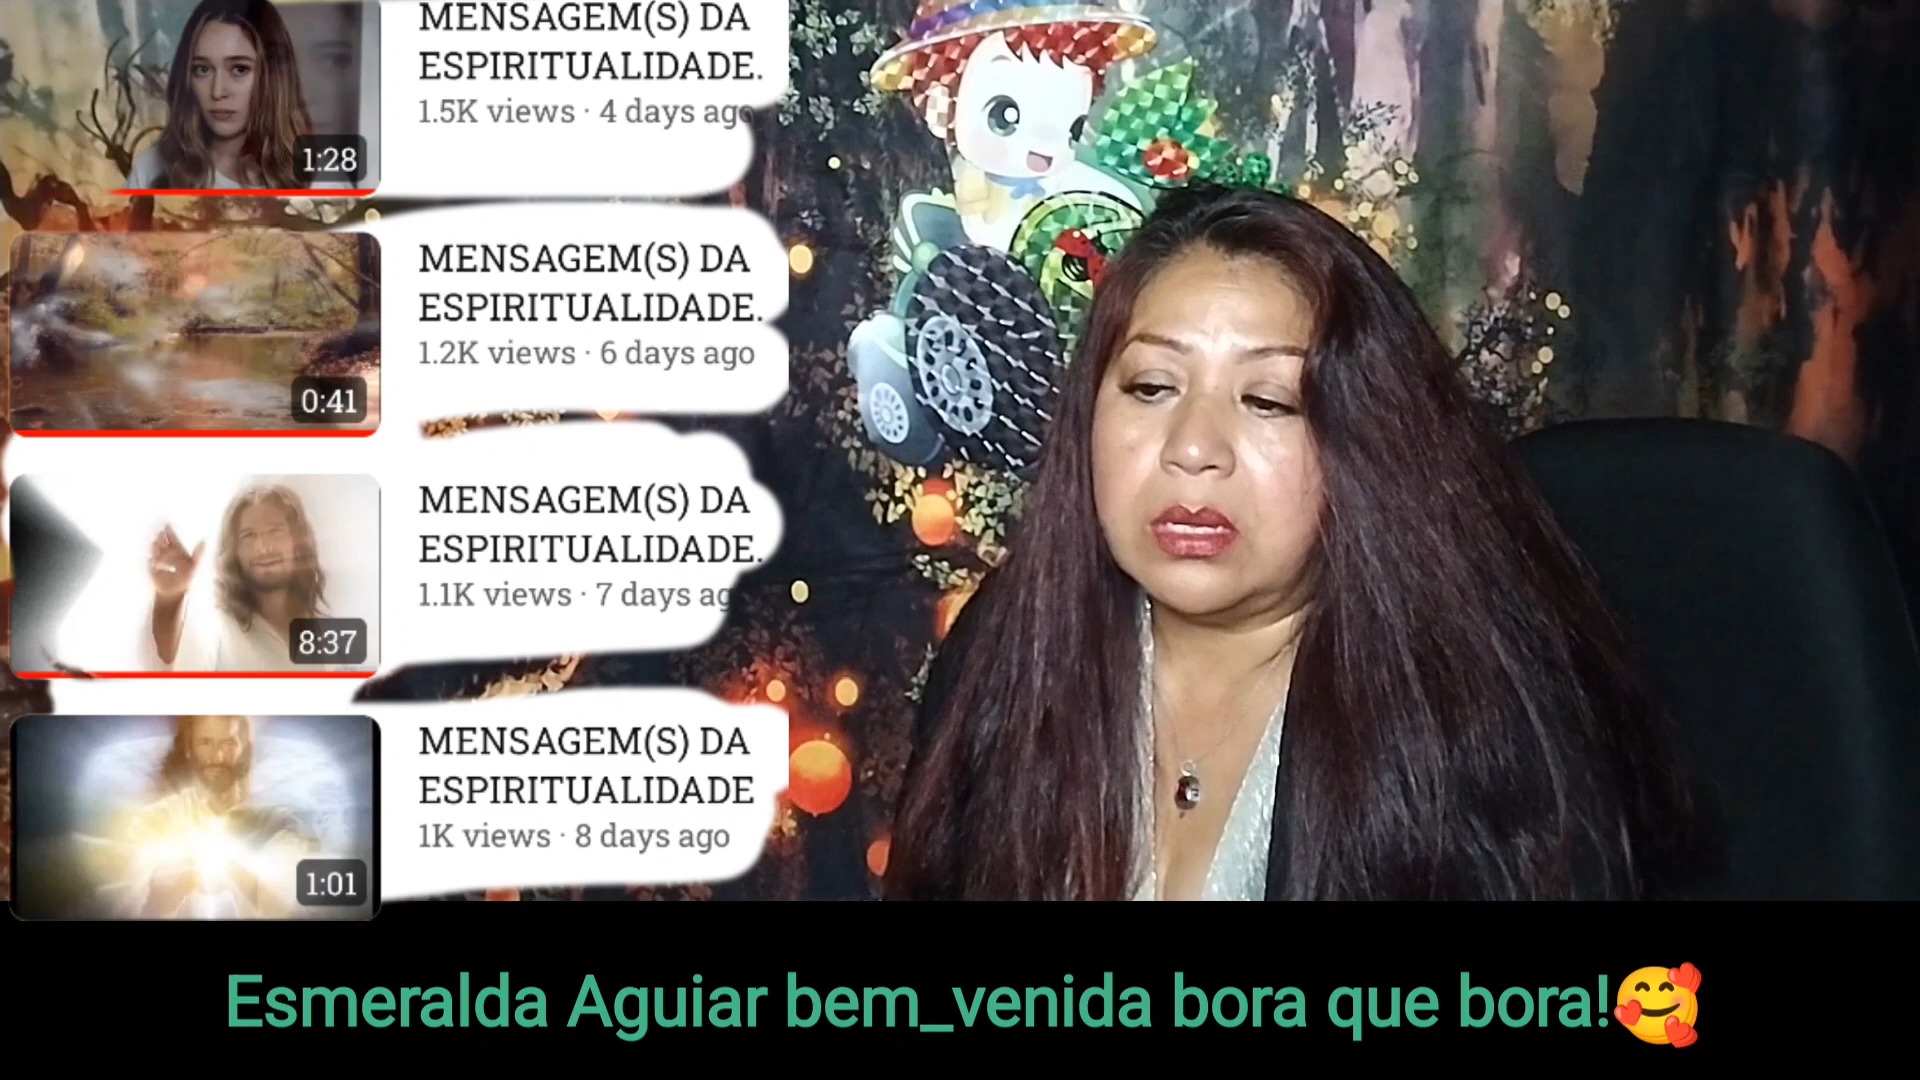 MENSAGEM(S) DA
ESPIRITUALIDADE.
1.5K views · 4 days ago
1:28
MENSAGEM(S) DA
ESPIRITUALIDADE.
1.2K views · 6 days ago
0:41
MENSAGEM(S) DA
ESPIRITUALIDADE.
1.1K views · 7 days ag
8:37
MENSAGEM(S) DA
ESPIRITUALIDADE
1K views · 8 days ago
1:01
Esmeralda Aguiar bem_venida bora que bora!🥰